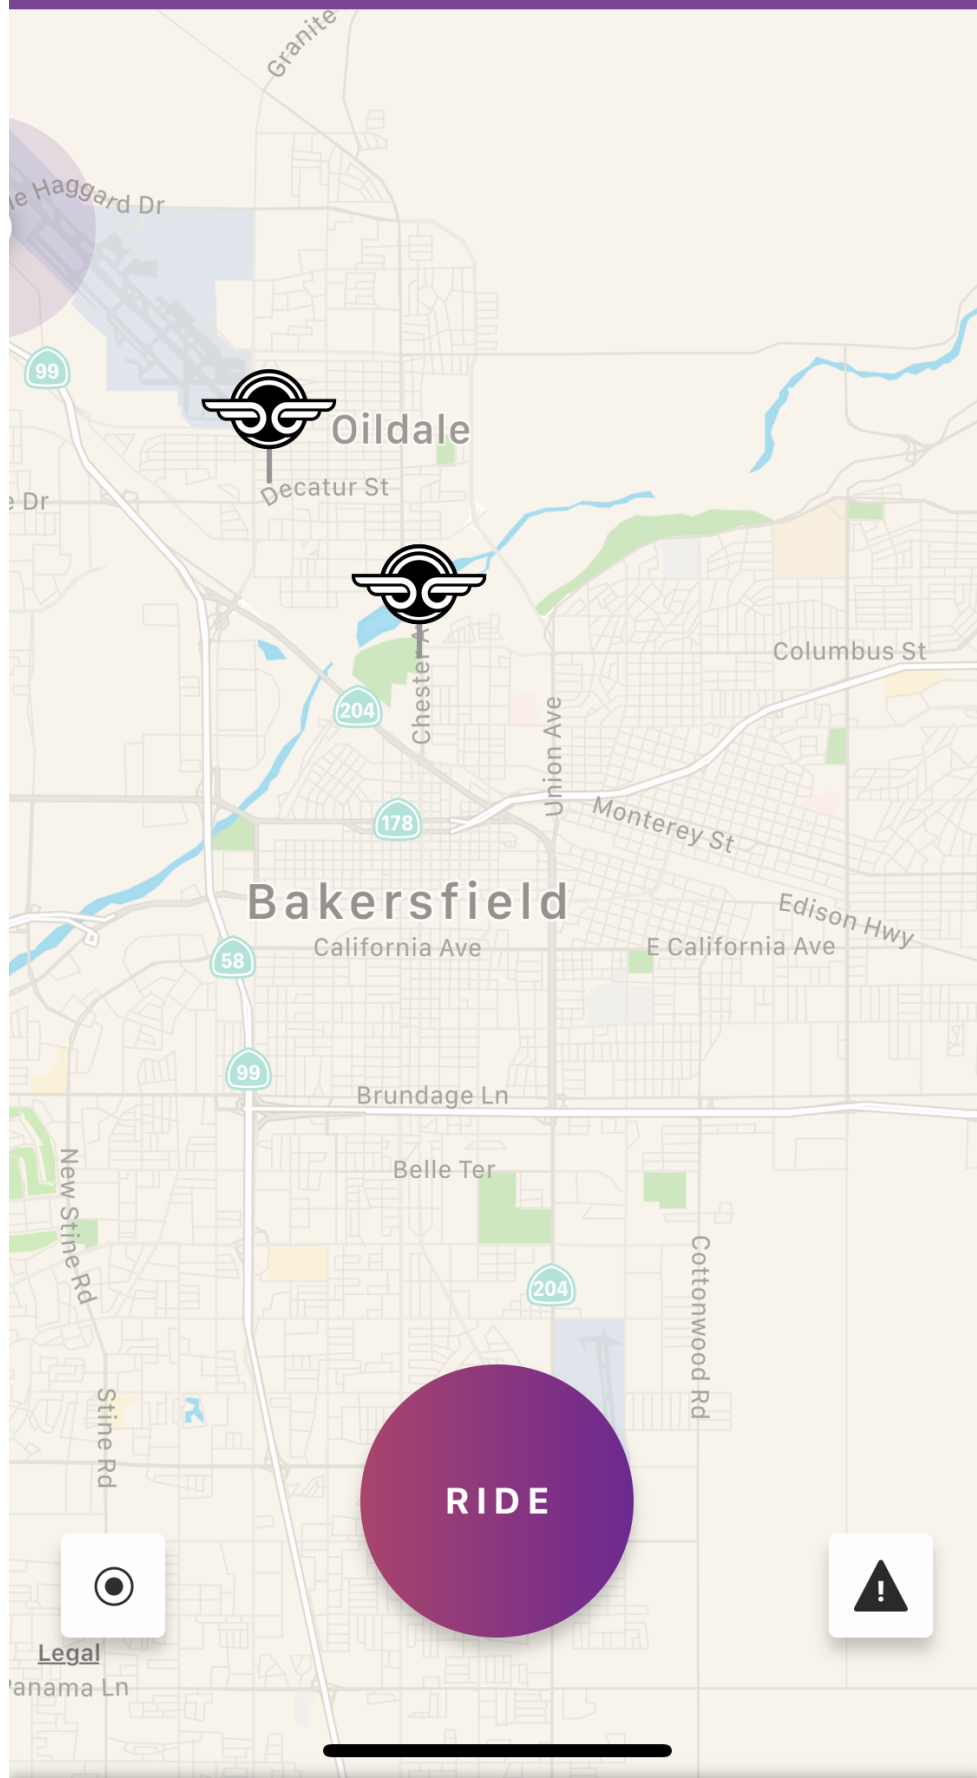 Granite
le Haggard Dr
99
Oildale
Decatur St
e Dr
Columbus St
Chester A
204
Union Ave
178
Monterey St
Bakersfield
Edison Hwy
California Ave
E California Ave
58
99
Brundage Ln
Belle Ter
New Stine Rd
Cottonwood Rd
204
Stine Rd
RIDE
!
Legal
Panama Ln